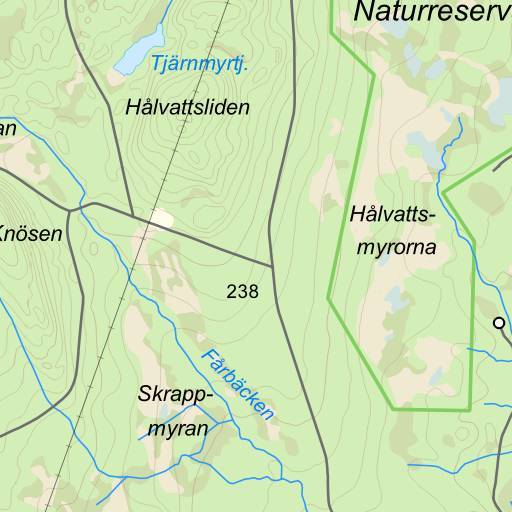 Naturreserv
Tjärnmyrtj.
Hålvattsliden
an
Knösen
Hålvatts-
myrorna
238
Fårbäcken
Skrapp-
myran